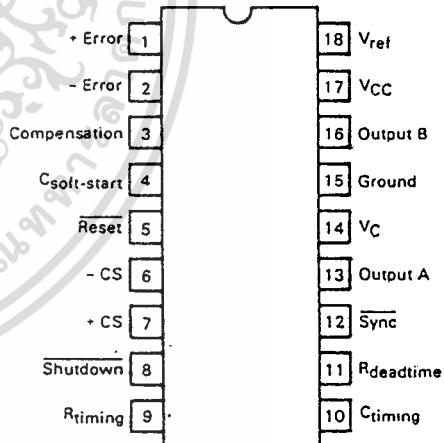 + Error 1
18 Vref
- Error 2
17 VCC
Compensation 3
16 Output B
Csoft-start 4
15 Ground
Reset 5
14 VC
- CS 6
13 Output A
+ CS 7
12 Sync
Shutdown 8
11 Rdeadtime
Rtiming 9
10 Ctiming